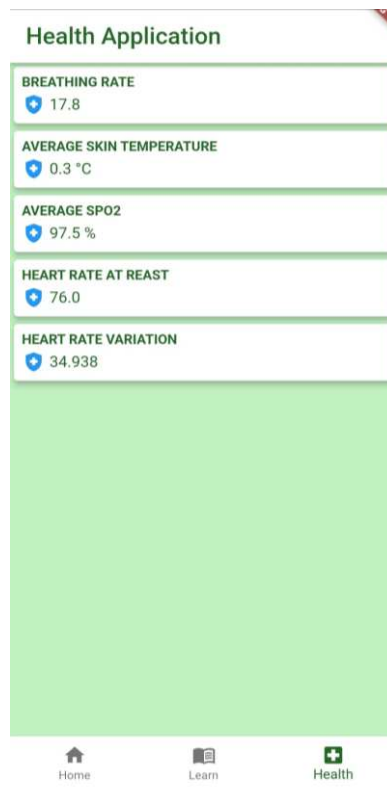 Health Application
BREATHING RATE
17.8
AVERAGE SKIN TEMPERATURE
0.3 °C
AVERAGE SPO2
97.5 %
HEART RATE AT REAST
76.0
HEART RATE VARIATION
34.938
Home Learn Health